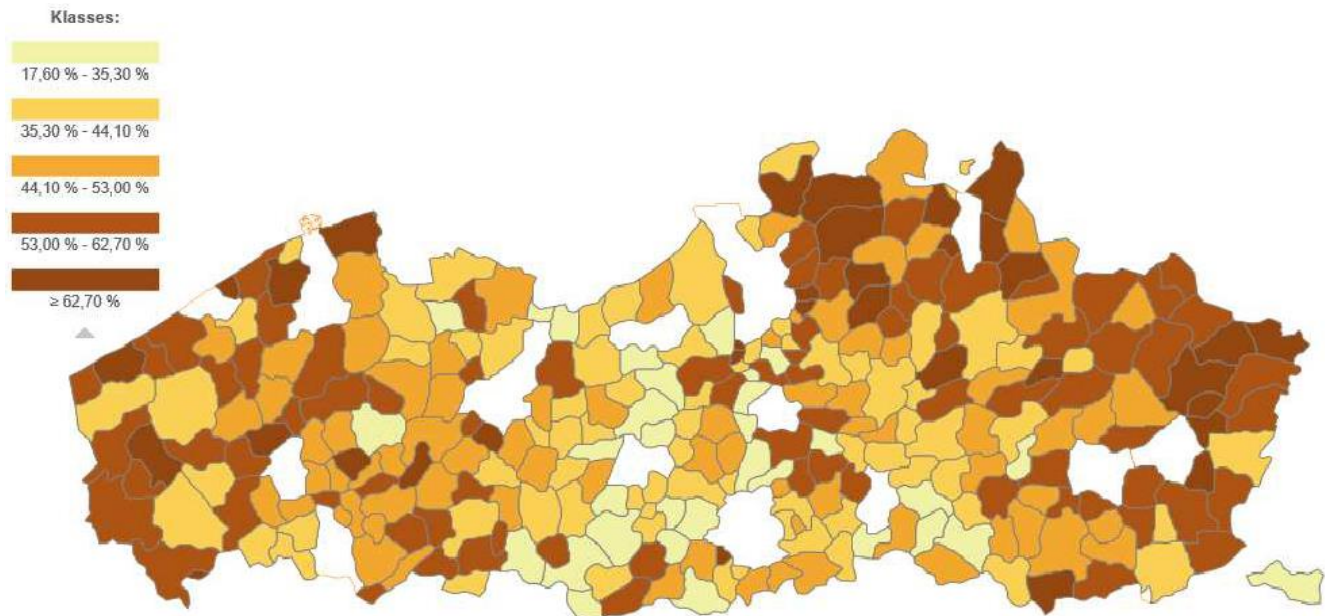 Klasses:
17,60 % - 35,30 %
35,30 % - 44,10 %
44,10 % - 53,00 %
53,00 % - 62,70 %
≥ 62,70 %